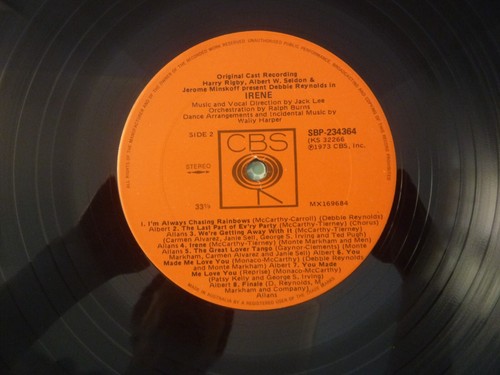 Original Cast Recording
Harry Rigby, Albert W. Seldon &
Jerome Minskoff present Debbie Reynolds in
IRENE
Music and Vocal Direction by Jack Lee
Orchestration by Ralph Burns
Dance Arrangements and Incidental Music by
Wally Harper
SIDE 2
CBS
SBP-234364
(KS 32266
℗1973 CBS, Inc.
STEREO
33⅓
MX169684
1. I'm Always Chasing Rainbows (McCarthy-Carroll) (Debbie Reynolds)
Albert 2. The Last Part of Ev'ry Party (McCarthy-Tierney) (Chorus)
Allans 3. We're Getting Away With It (McCarthy-Tierney)
(Carmen Alvarez, Janie Sell, George S. Irving and Ted Pugh)
Allans 4. Irene (McCarthy-Tierney) (Monte Markham and Men)
Allans 5. The Great Lover Tango (Gaynor-Clements) (Monte
Markham, Carmen Alvarez and Janie Sell) Albert 6. You
Made Me Love You (Monaco-McCarthy) (Debbie Reynolds
and Monte Markham) Albert 7. You Made
Me Love You (Reprise) (Monaco-McCarthy)
(Patsy Kelly and George S. Irving)
Albert 8. Finale (D. Reynolds, M.
Markham and Company)
Allans
MADE IN AUSTRALIA BY